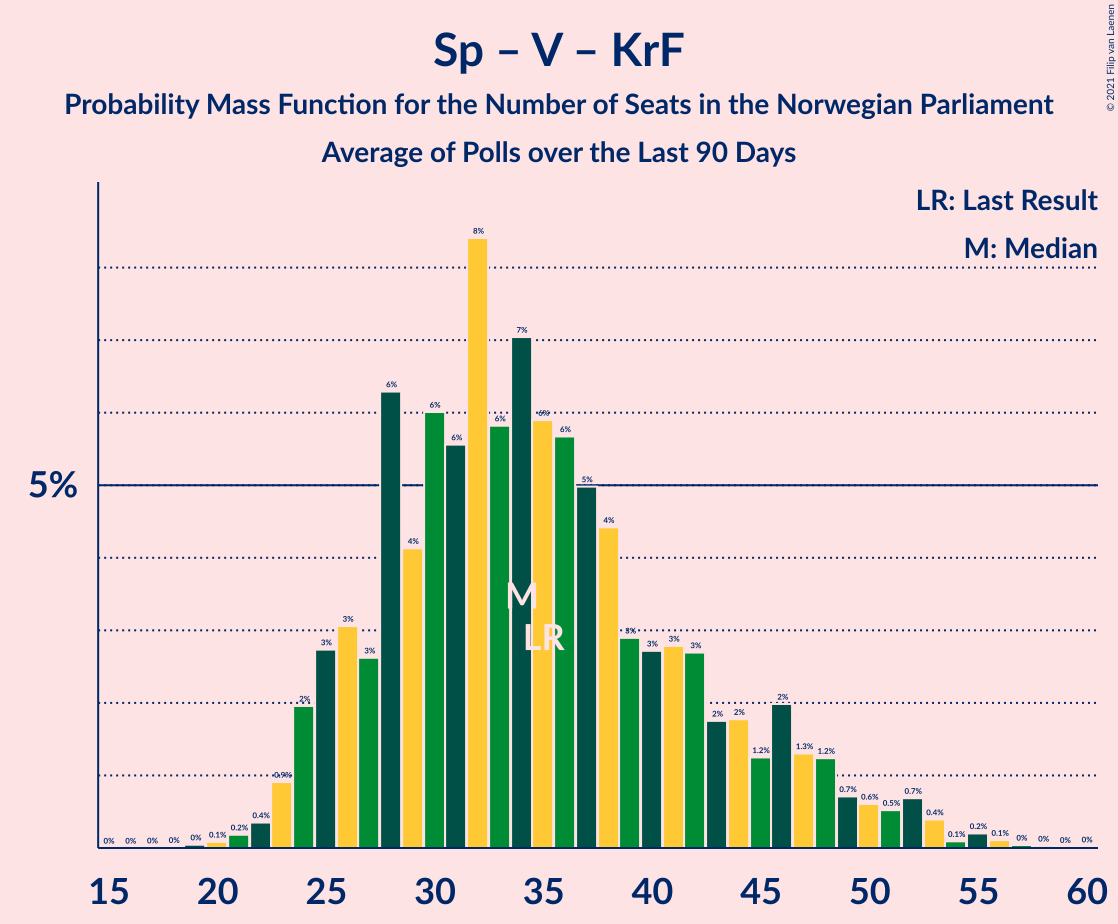 Sp – V – KrF
Probability Mass Function for the Number of Seats in the Norwegian Parliament
Average of Polls over the Last 90 Days
© 2021 Filip van Laenen
LR: Last Result
M: Median
5%
0% 0% 0% 0% 0% 0.1% 0.2% 0.4% 0.9% 2% 3% 3% 3% 6% 4% 6% 6% 8% 6% 7% 6% 6% 5% 4% 3% 3% 3% 3% 2% 2% 1.2% 2% 1.3% 1.2% 0.7% 0.6% 0.5% 0.7% 0.4% 0.1% 0.2% 0.1% 0% 0% 0% 0%
M
LR
15 20 25 30 35 40 45 50 55 60